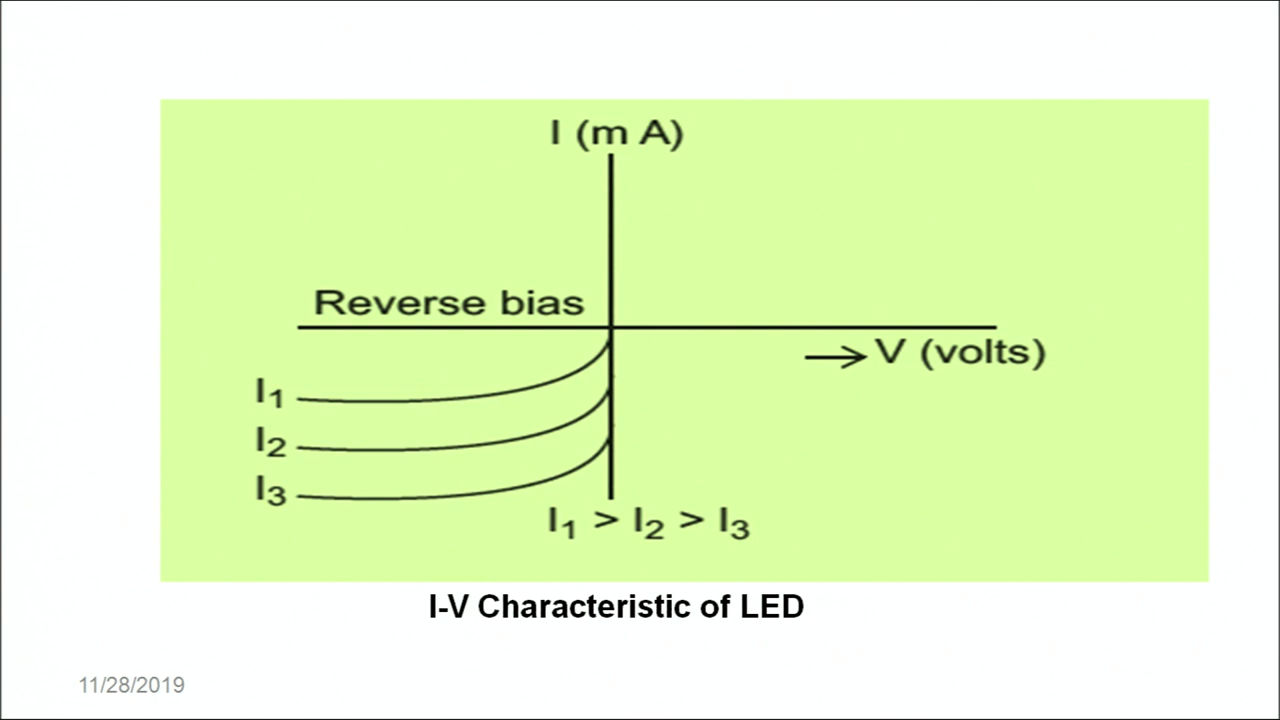 I (m A)
Reverse bias
V (volts)
I₁
I₂
I₃
I₁ > I₂ > I₃
I-V Characteristic of LED
11/28/2019